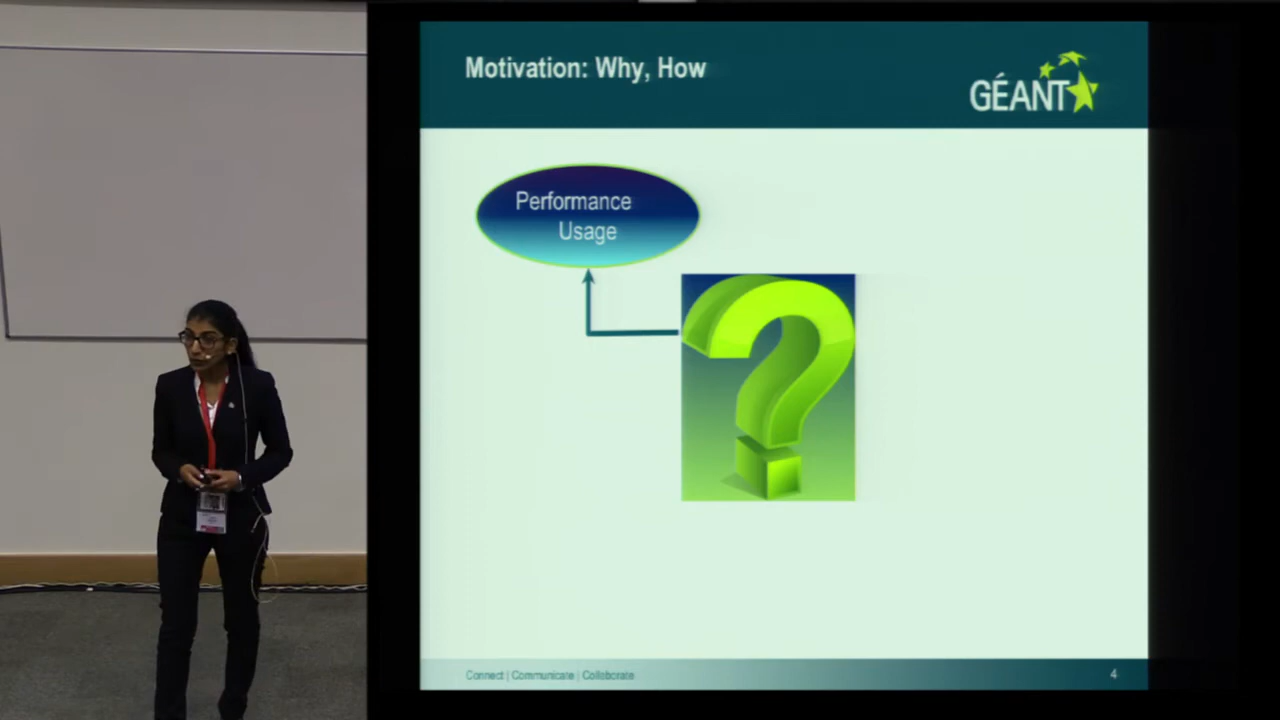 Motivation: Why, How
GÉANT
Performance
Usage
Connect | Communicate | Collaborate
4